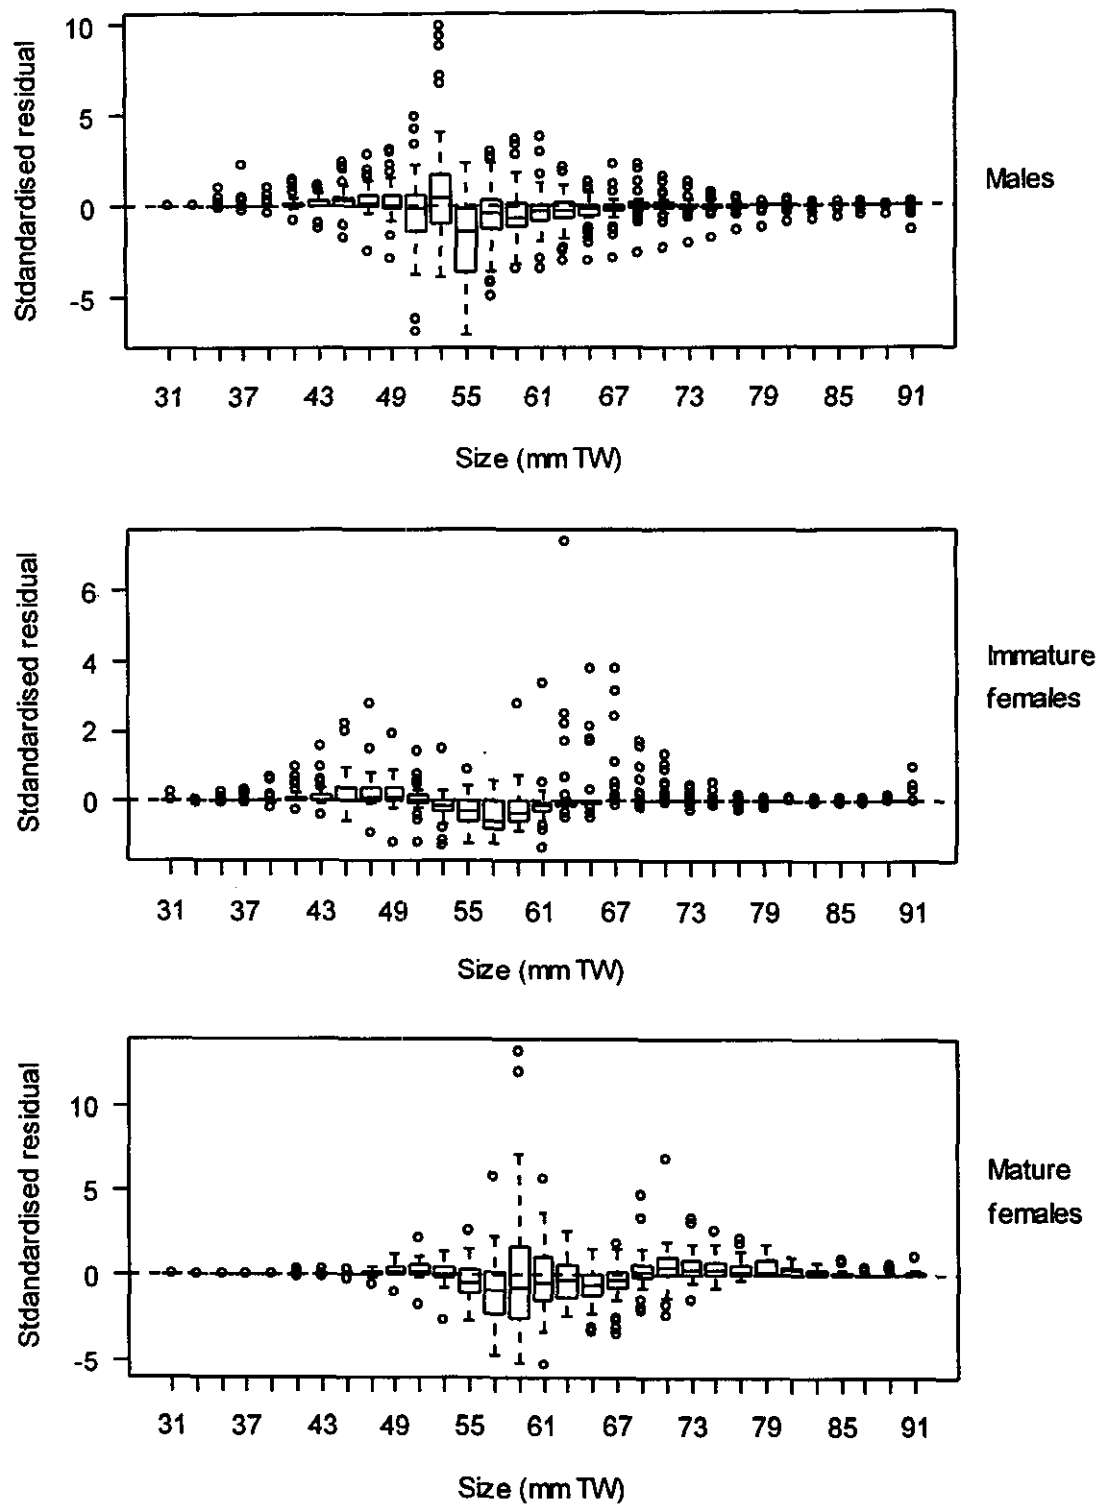 Stdandardised residual
10
5
0
-5
31 37 43 49 55 61 67 73 79 85 91
Size (mm TW)
Males
Stdandardised residual
6
4
2
0
31 37 43 49 55 61 67 73 79 85 91
Size (mm TW)
Immature
females
Stdandardised residual
10
5
0
-5
31 37 43 49 55 61 67 73 79 85 91
Size (mm TW)
Mature
females